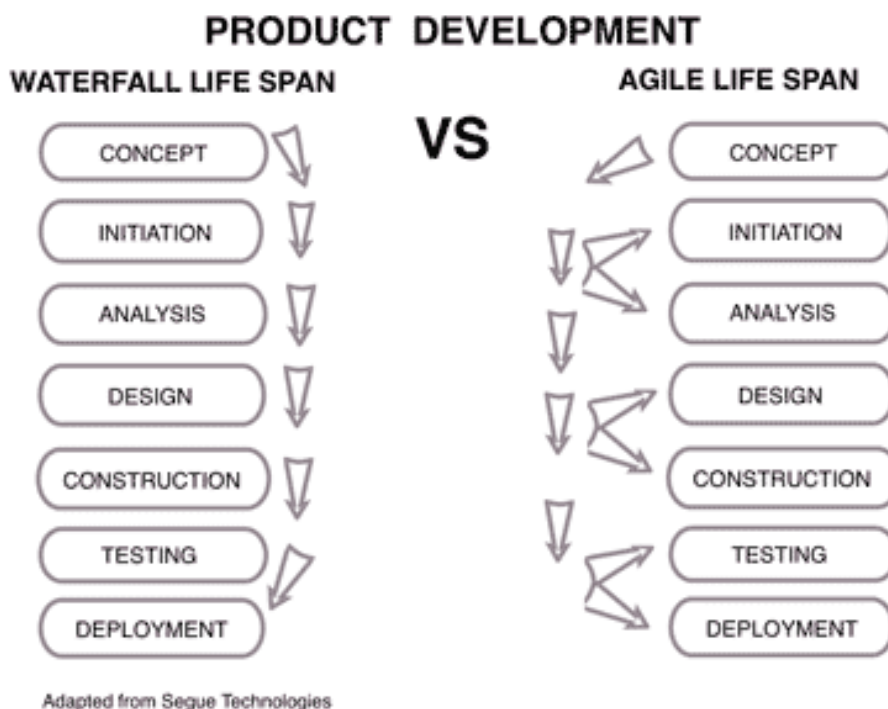 PRODUCT DEVELOPMENT
WATERFALL LIFE SPAN
VS
AGILE LIFE SPAN
CONCEPT
INITIATION
ANALYSIS
DESIGN
CONSTRUCTION
TESTING
DEPLOYMENT
CONCEPT
INITIATION
ANALYSIS
DESIGN
CONSTRUCTION
TESTING
DEPLOYMENT
Adapted from Segue Technologies